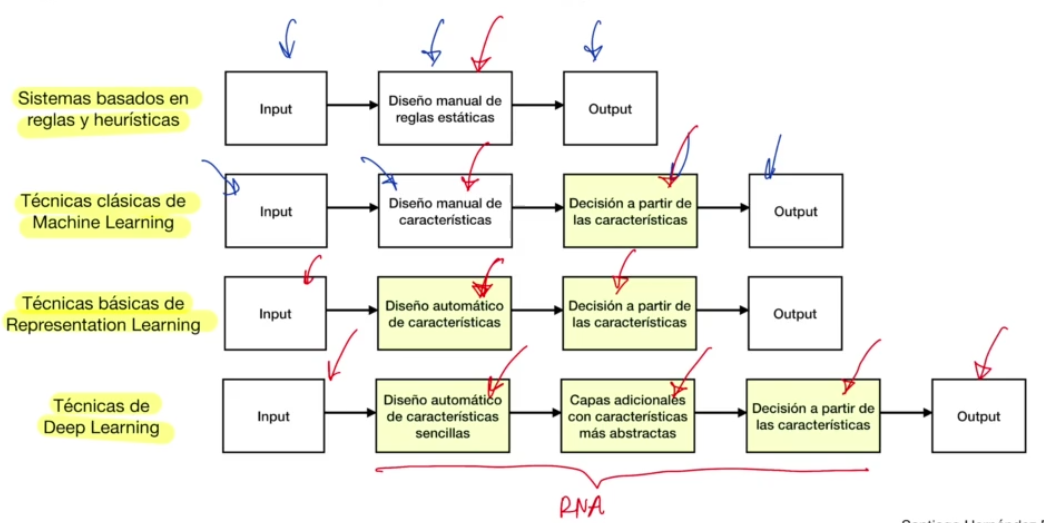 Sistemas basados en
reglas y heurísticas
Input
Diseño manual de
reglas estáticas
Output
Técnicas clásicas de
Machine Learning
Input
Diseño manual de
características
Decisión a partir de
las características
Output
Técnicas básicas de
Representation Learning
Input
Diseño automático
de características
Decisión a partir de
las características
Output
Técnicas de
Deep Learning
Input
Diseño automático
de características
sencillas
Capas adicionales
con características
más abstractas
Decisión a partir de
las características
Output
RNA